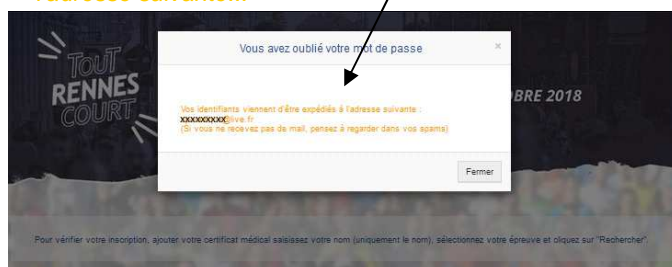 l'adresse suivante...
Vous avez oublié votre mot de passe
×
TOUT
RENNES
COURT
BRE 2018
Vos identifiants viennent d'être expédiés à l'adresse suivante :
xxxxxxxxx@live.fr
(Si vous ne recevez pas de mail, pensez à regarder dans vos spams)
Fermer
Pour vérifier votre inscription, ajouter votre certificat médical saisissez votre nom (uniquement le nom), sélectionnez votre épreuve et cliquez sur "Rechercher".